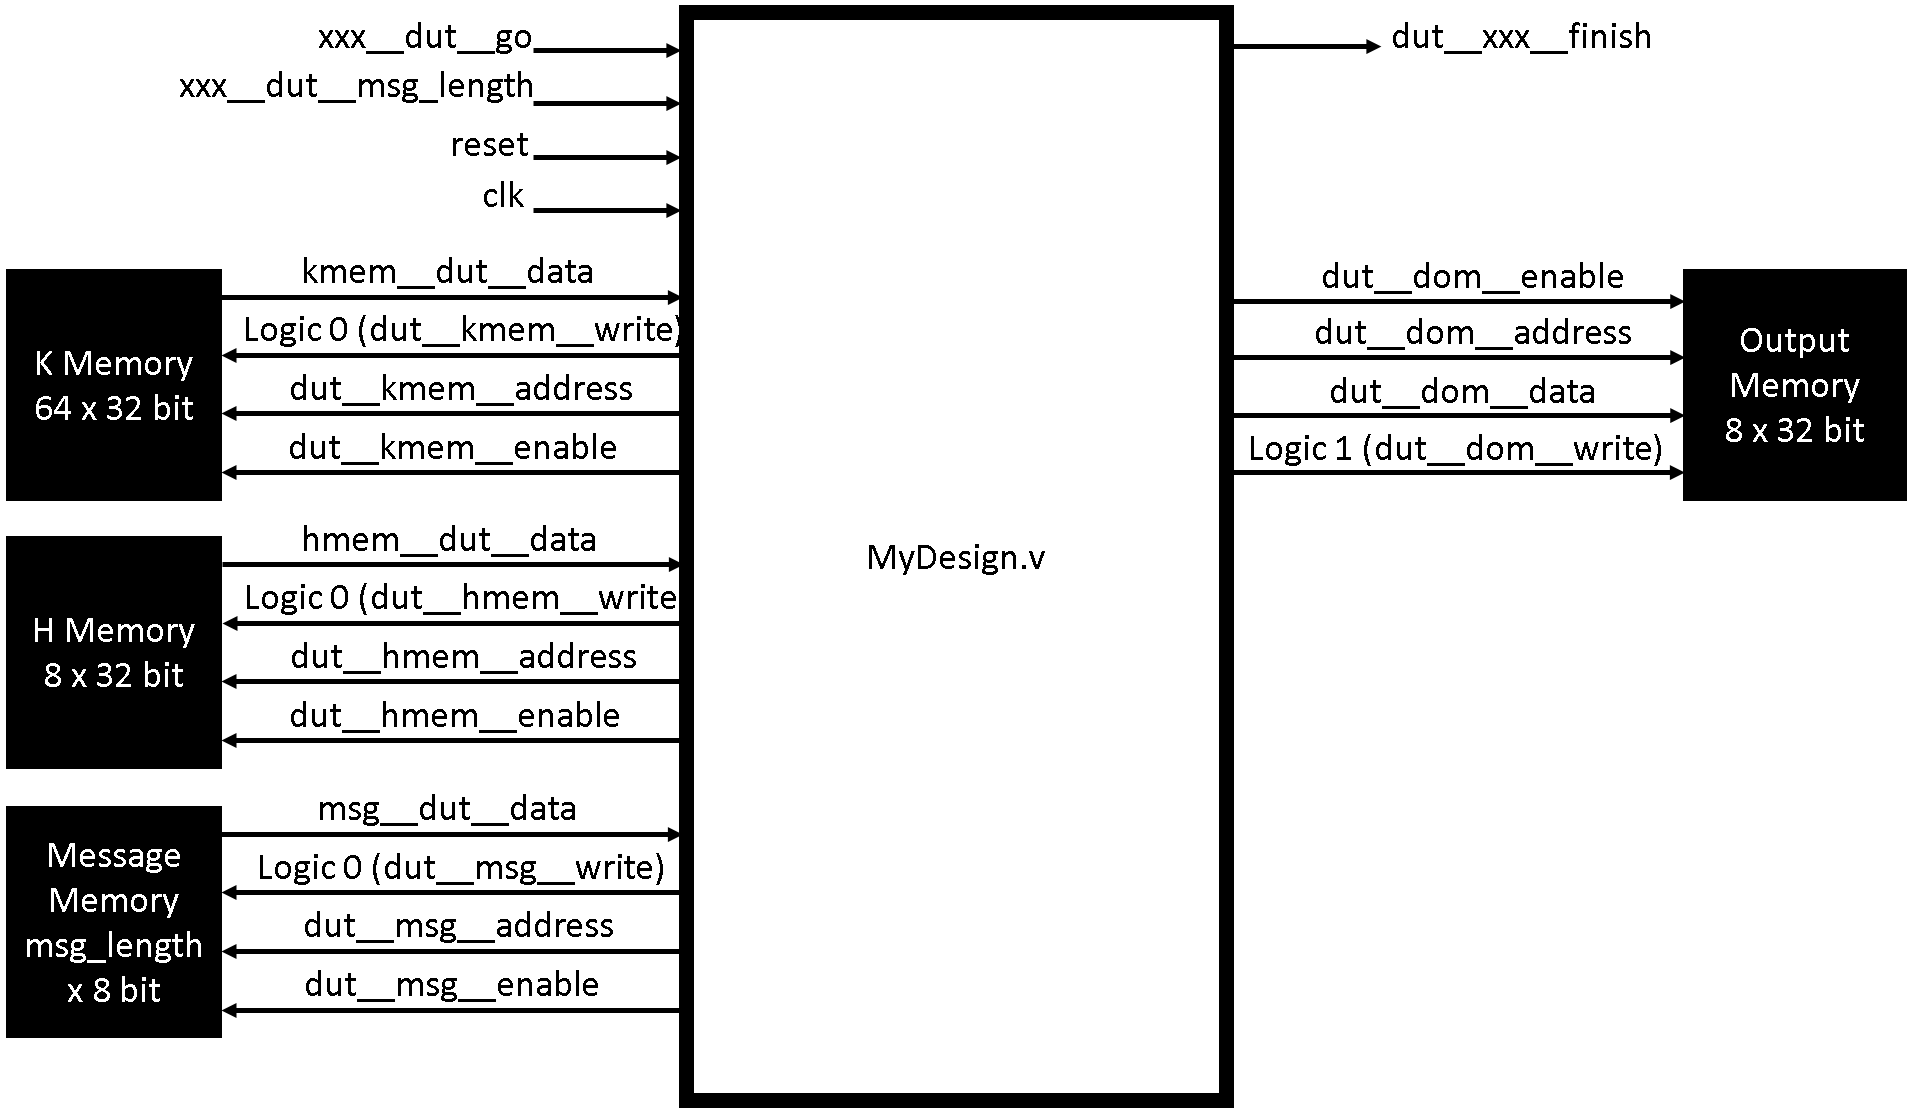 xxx__dut__go
xxx__dut__msg_length
reset
clk
dut__xxx__finish
K Memory
64 x 32 bit
kmem__dut__data
Logic 0 (dut__kmem__write)
dut__kmem__address
dut__kmem__enable
H Memory
8 x 32 bit
hmem__dut__data
Logic 0 (dut__hmem__write
dut__hmem__address
dut__hmem__enable
Message
Memory
msg_length
x 8 bit
msg__dut__data
Logic 0 (dut__msg__write)
dut__msg__address
dut__msg__enable
MyDesign.v
dut__dom__enable
dut__dom__address
dut__dom__data
Logic 1 (dut__dom__write)
Output
Memory
8 x 32 bit